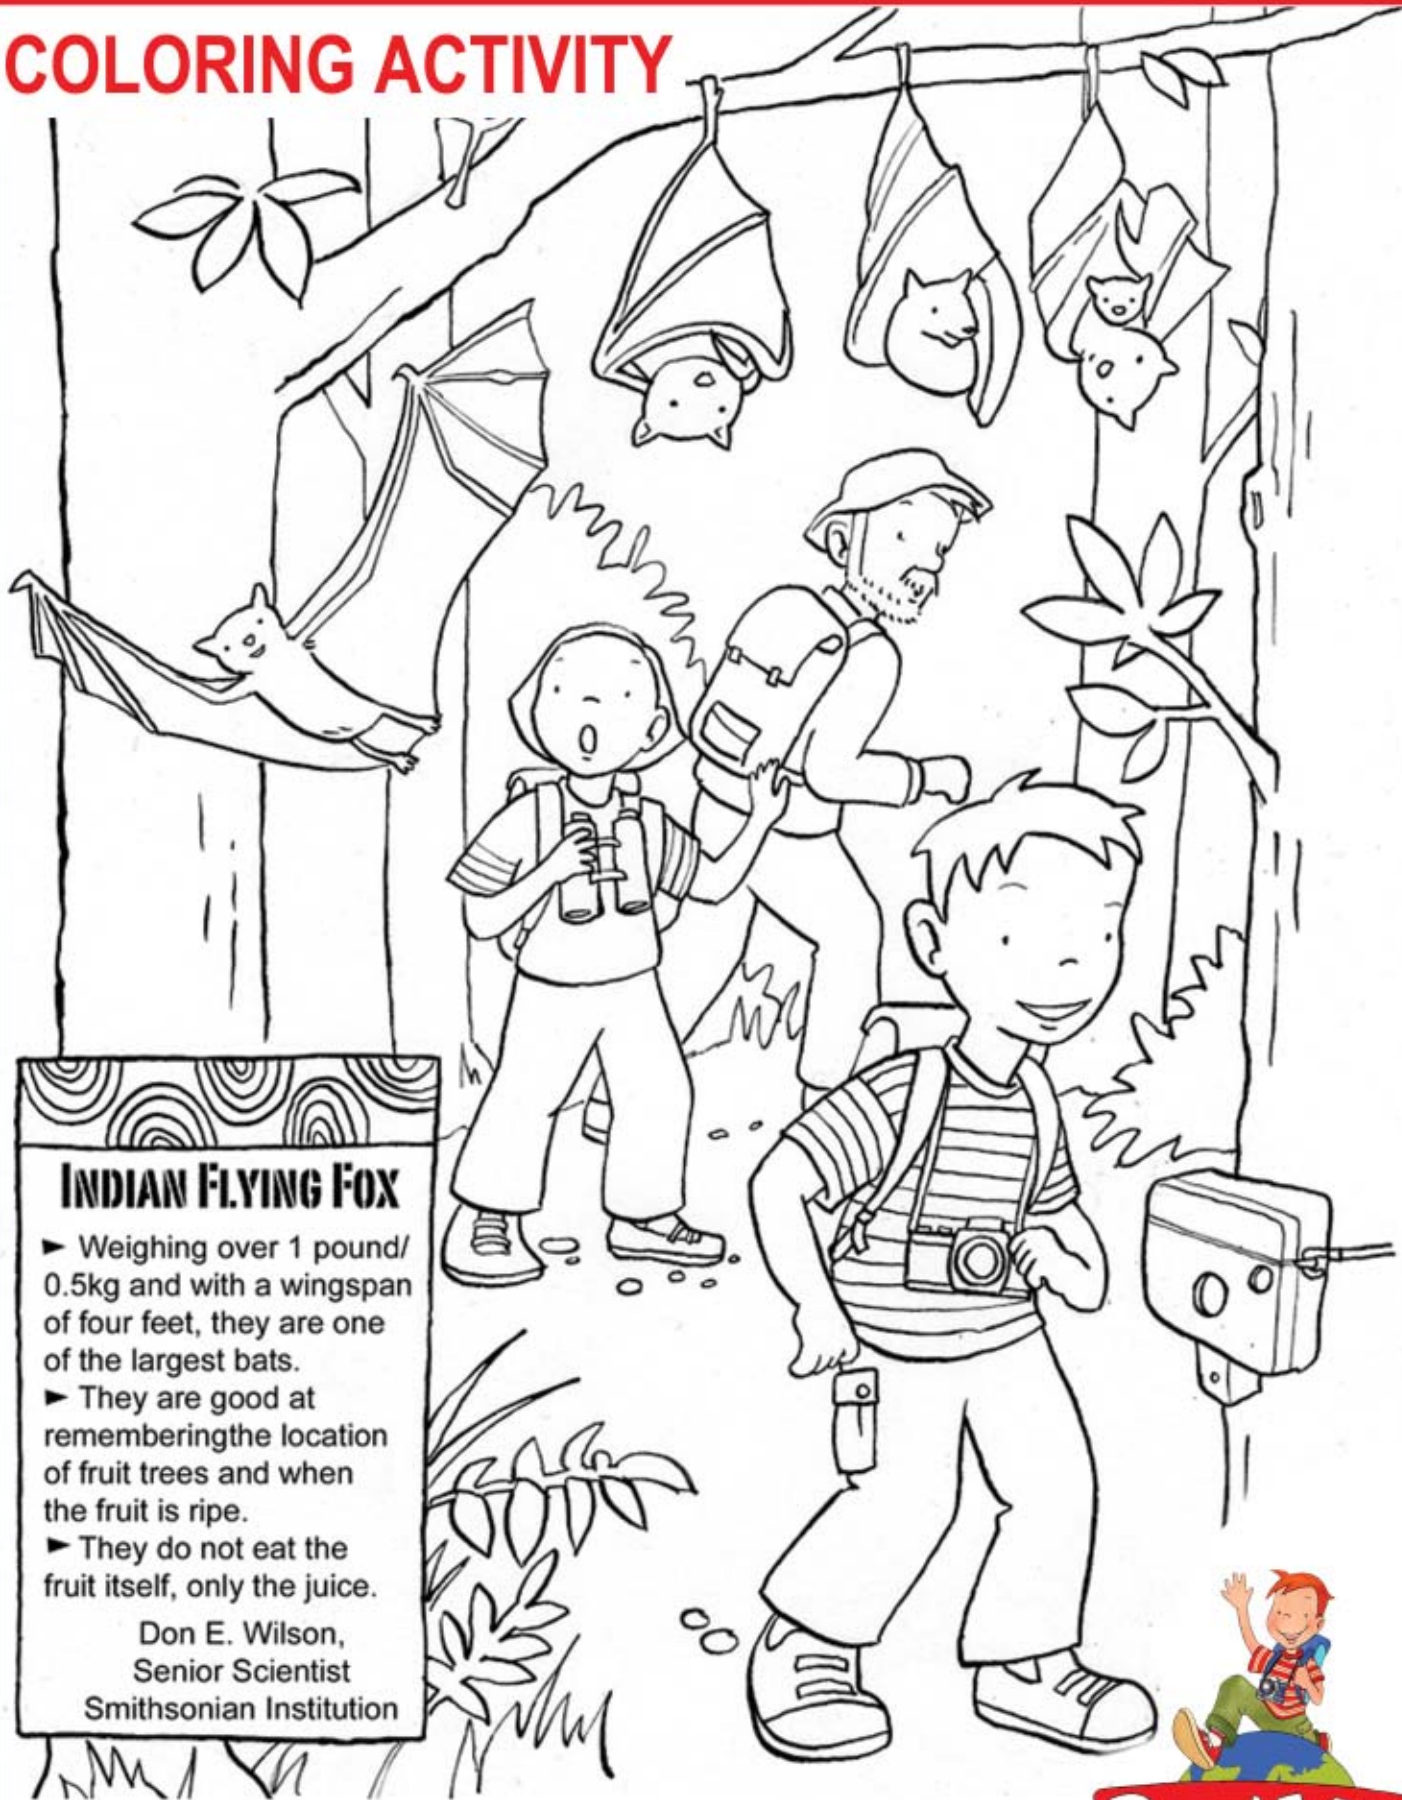 COLORING ACTIVITY
INDIAN FLYING FOX
► Weighing over 1 pound/
0.5kg and with a wingspan
of four feet, they are one
of the largest bats.
► They are good at
rememberingthe location
of fruit trees and when
the fruit is ripe.
► They do not eat the
fruit itself, only the juice.
Don E. Wilson,
Senior Scientist
Smithsonian Institution